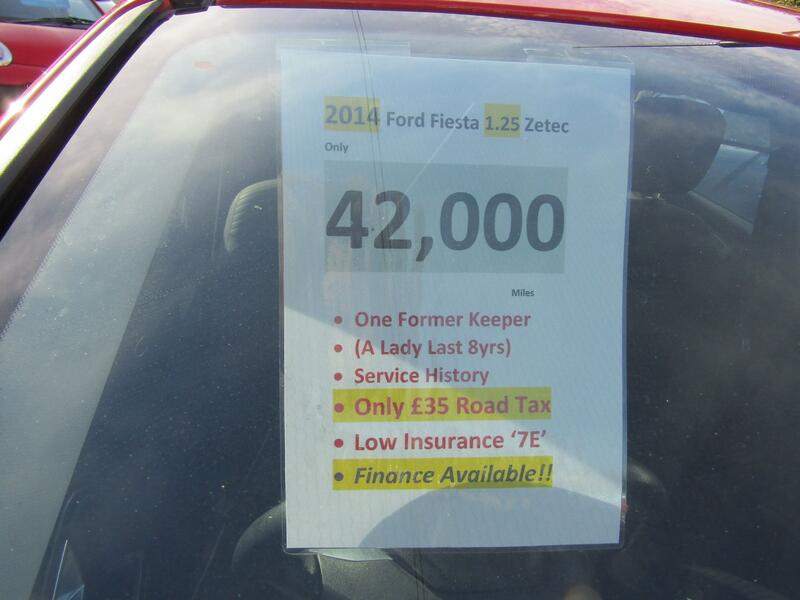 2014 Ford Fiesta 1.25 Zetec
Only
42,000
Miles
• One Former Keeper
• (A Lady Last 8yrs)
• Service History
• Only £35 Road Tax
• Low Insurance ‘7E’
• Finance Available!!